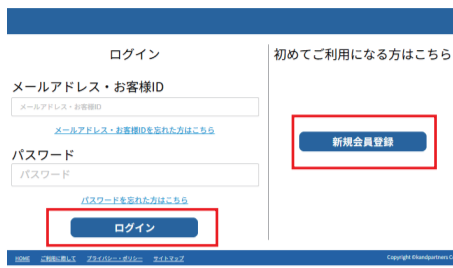 ログイン
メールアドレス・お客様ID
メールアドレス・お客様ID
メールアドレス・お客様IDを忘れた方はこちら
パスワード
パスワード
パスワードを忘れた方はこちら
ログイン
初めてご利用になる方はこちら
新規会員登録
HOME ご利用に際して プライバシーポリシー サイトマップ
Copyright ©kandpartners C